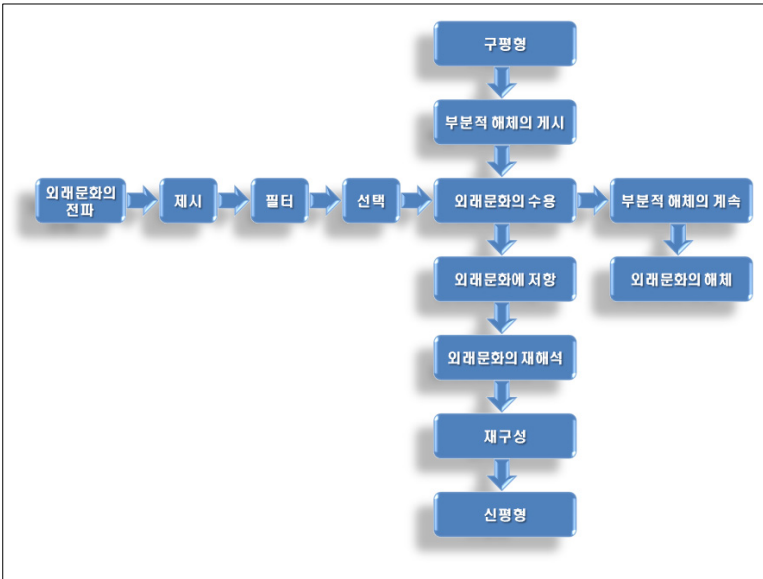 구평형
부분적 해체의 게시
외래문화의
전파
제시
필터
선택
외래문화의 수용
부분적 해체의 계속
외래문화에 저항
외래문화의 해체
외래문화의 재해석
재구성
신평형